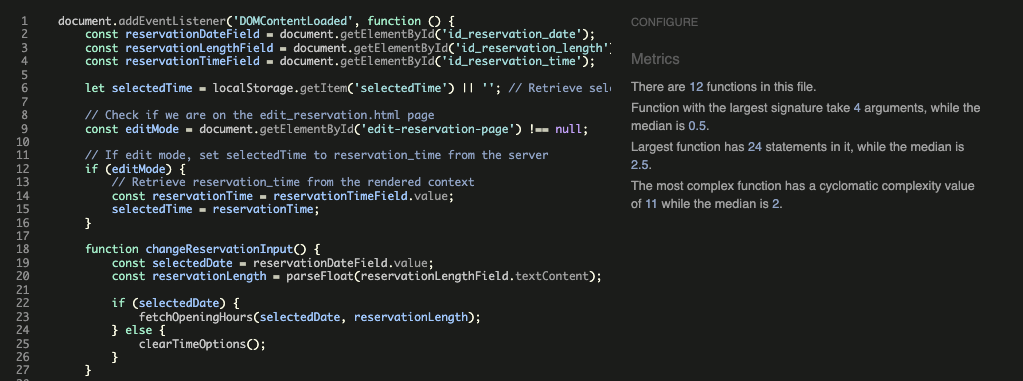 1 document.addEventListener('DOMContentLoaded', function () {
2 const reservationDateField = document.getElementById('id_reservation_date');
3 const reservationLengthField = document.getElementById('id_reservation_length'
4 const reservationTimeField = document.getElementById('id_reservation_time');
5
6 let selectedTime = localStorage.getItem('selectedTime') || ''; // Retrieve sele
7
8 // Check if we are on the edit_reservation.html page
9 const editMode = document.getElementById('edit-reservation-page') !== null;
10
11 // If edit mode, set selectedTime to reservation_time from the server
12 if (editMode) {
13 // Retrieve reservation_time from the rendered context
14 const reservationTime = reservationTimeField.value;
15 selectedTime = reservationTime;
16 }
17
18 function changeReservationInput() {
19 const selectedDate = reservationDateField.value;
20 const reservationLength = parseFloat(reservationLengthField.textContent);
21
22 if (selectedDate) {
23 fetchOpeningHours(selectedDate, reservationLength);
24 } else {
25 clearTimeOptions();
26 }
27 }
CONFIGURE
Metrics
There are 12 functions in this file.
Function with the largest signature take 4 arguments, while the
median is 0.5.
Largest function has 24 statements in it, while the median is
2.5.
The most complex function has a cyclomatic complexity value
of 11 while the median is 2.